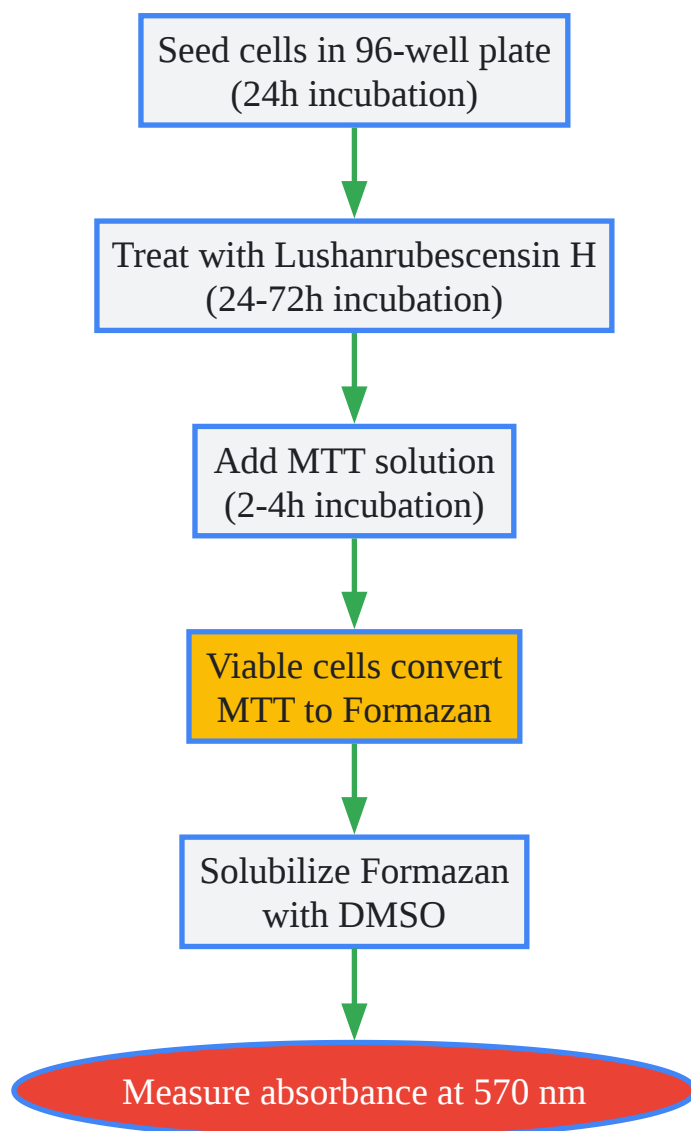 Seed cells in 96-well plate
(24h incubation)
Treat with Lushanrubescensin H
(24-72h incubation)
Add MTT solution
(2-4h incubation)
Viable cells convert
MTT to Formazan
Solubilize Formazan
with DMSO
Measure absorbance at 570 nm